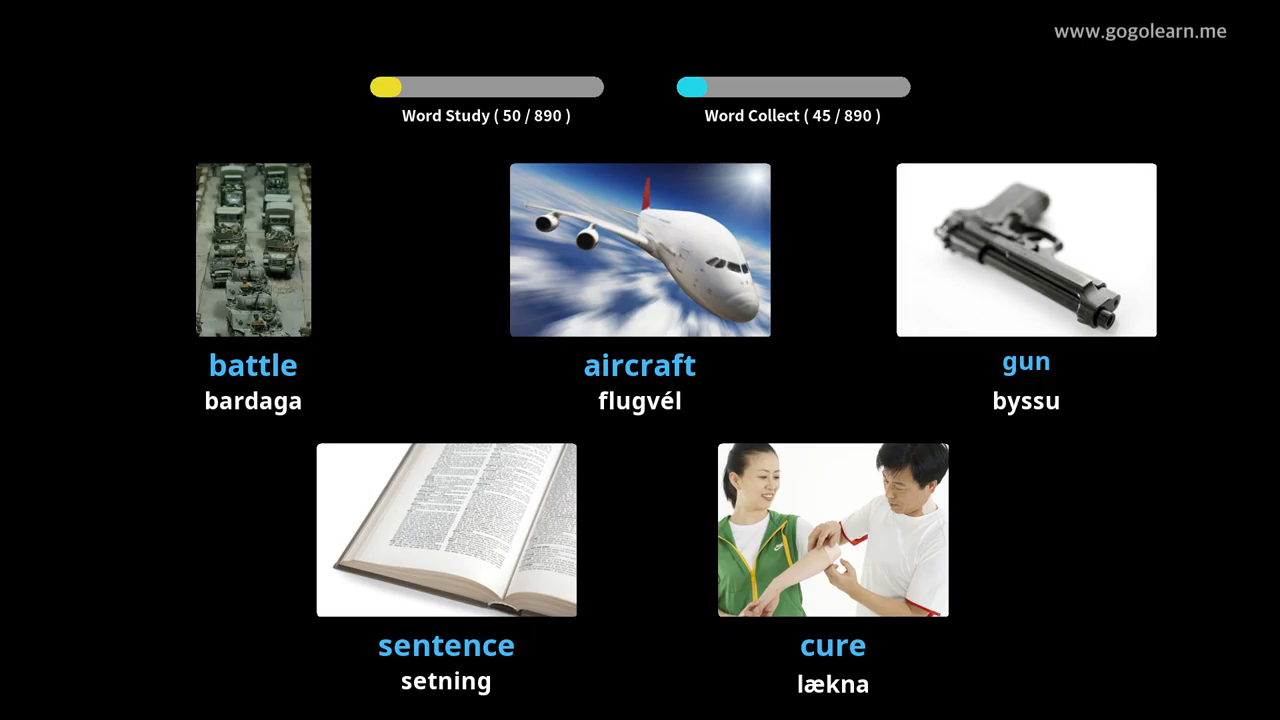 www.gogolearn.me
Word Study ( 50 / 890 )
Word Collect ( 45 / 890 )
battle
bardaga
aircraft
flugvél
gun
byssu
sentence
setning
cure
lækna